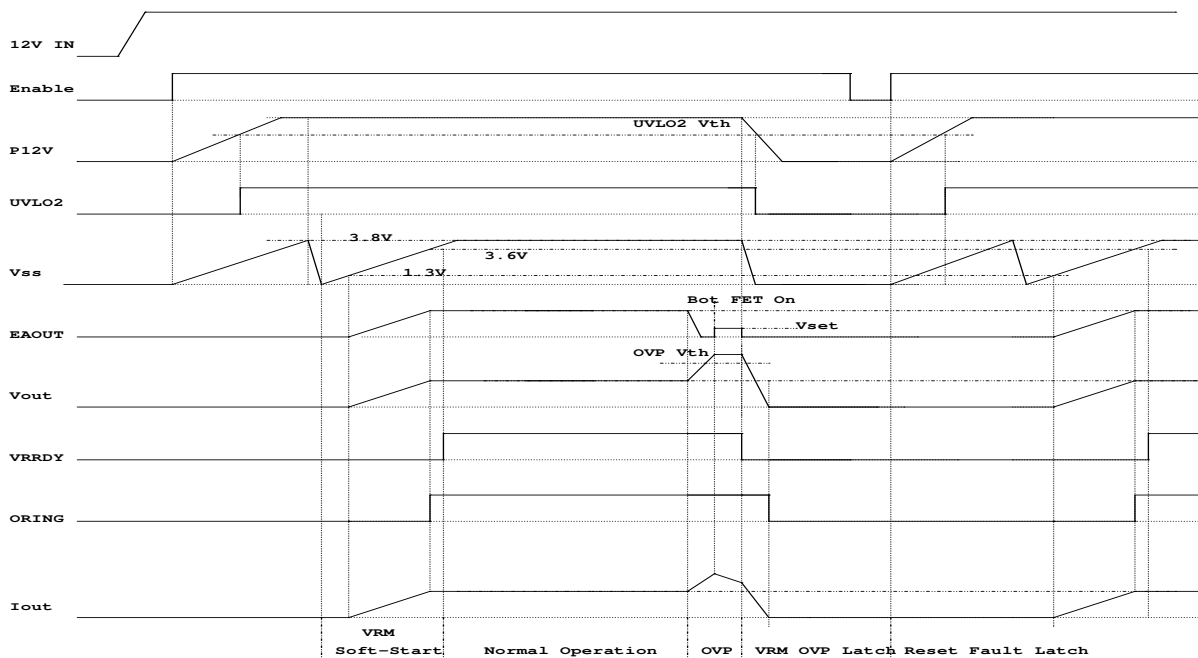 12V IN
Enable
UVLO2 Vth
P12V
UVLO2
3.8V
3.6V
Vss
1.3V
Bot FET On
EAOUT
Vset
OVP Vth
Vout
VRRDY
ORING
Iout
VRM
Soft-Start
Normal Operation
OVP
VRM OVP Latch
Reset Fault Latch